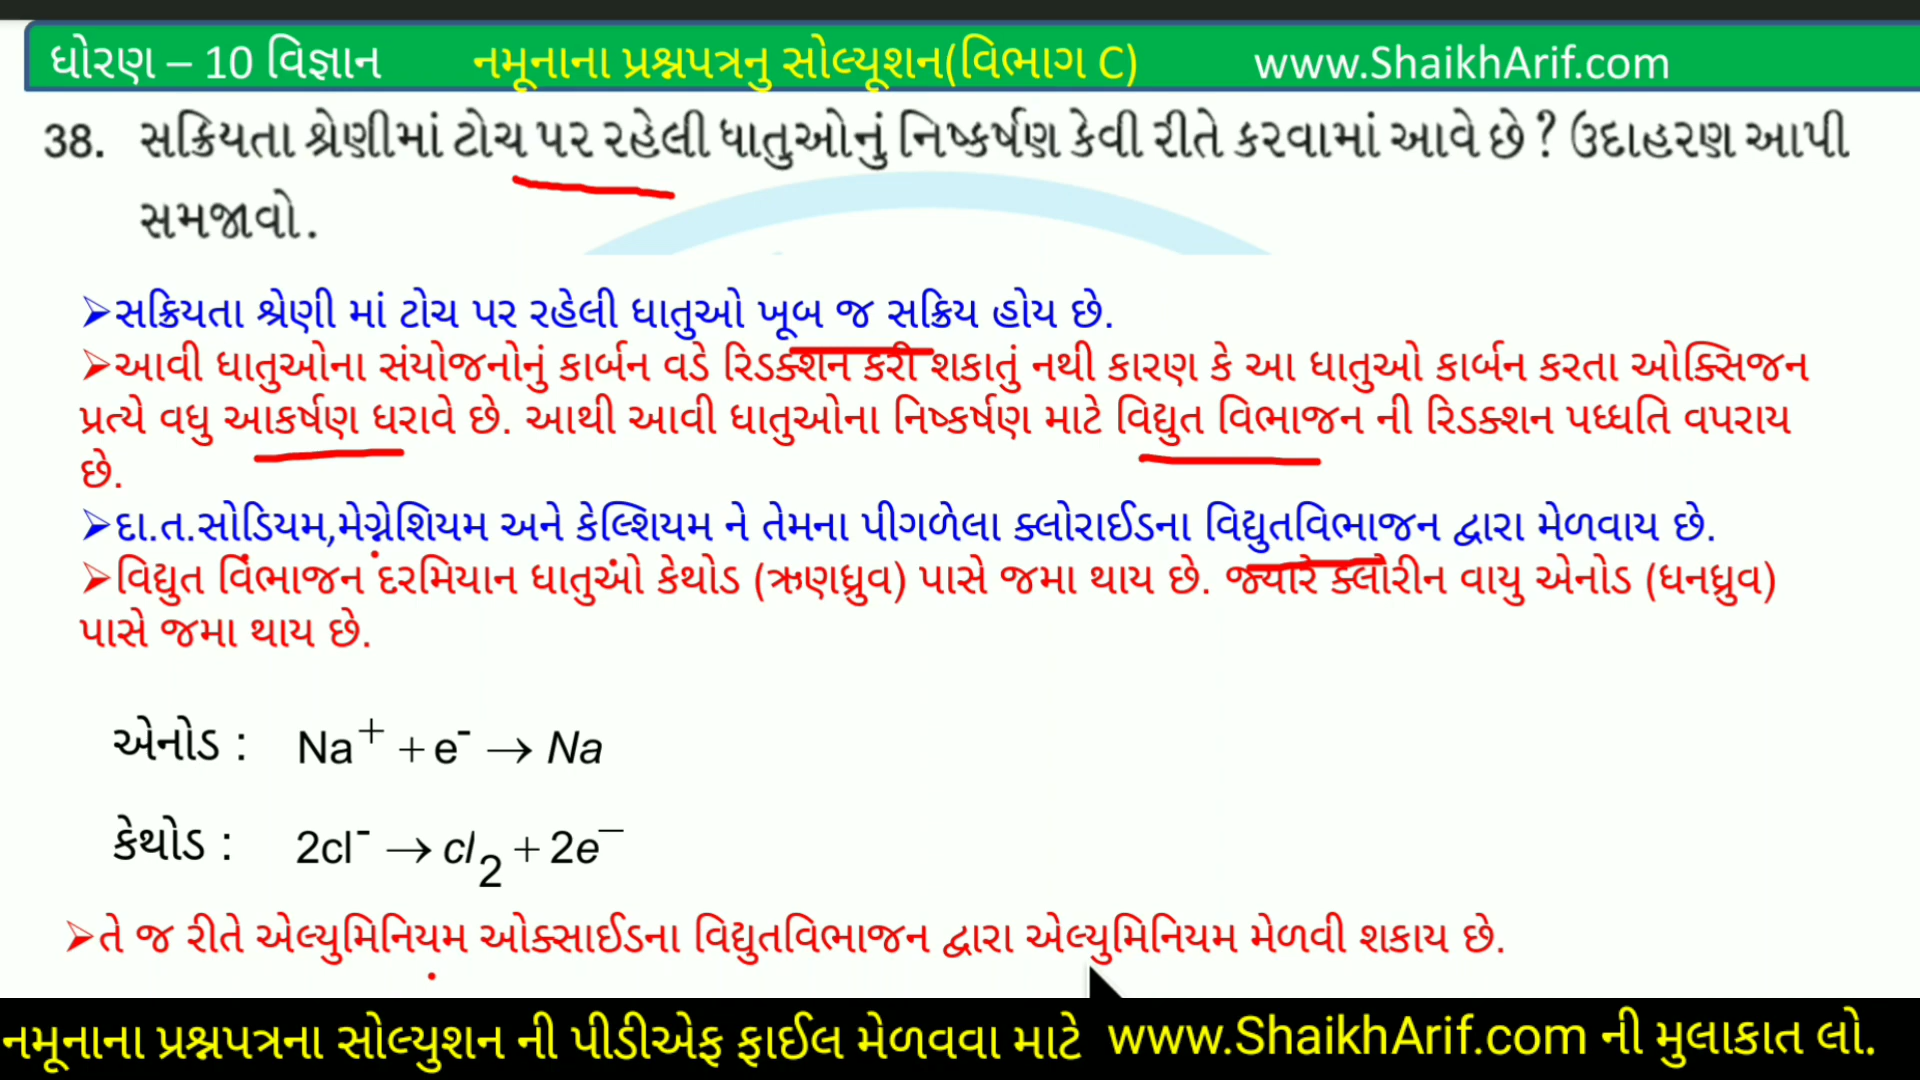 ધોરણ – 10 વિજ્ઞાન નમૂનાના પ્રશ્નપત્રનુ સોલ્યૂશન(વિભાગ C) www.ShaikhArif.com
38. સક્રિયતા શ્રેણીમાં ટોચ પર રહેલી ધાતુઓનું નિષ્કર્ષણ કેવી રીતે કરવામાં આવે છે ? ઉદાહરણ આપી
સમજાવો.
➢સક્રિયતા શ્રેણી માં ટોચ પર રહેલી ધાતુઓ ખૂબ જ સક્રિય હોય છે.
➢આવી ધાતુઓના સંયોજનોનું કાર્બન વડે રિડક્શન કરી શકાતું નથી કારણ કે આ ધાતુઓ કાર્બન કરતા ઓક્સિજન
પ્રત્યે વધુ આકર્ષણ ધરાવે છે. આથી આવી ધાતુઓના નિષ્કર્ષણ માટે વિદ્યુત વિભાજન ની રિડક્શન પધ્ધતિ વપરાય
છે.
➢દા.ત.સોડિયમ,મેગ્નેશિયમ અને કેલ્શિયમ ને તેમના પીગળેલા ક્લોરાઈડના વિદ્યુતવિભાજન દ્વારા મેળવાય છે.
➢વિદ્યુત વિભાજન દરમિયાન ધાતુઓ કેથોડ (ઋણધ્રુવ) પાસે જમા થાય છે. જ્યારે ક્લોરીન વાયુ એનોડ (ધનધ્રુવ)
પાસે જમા થાય છે.
એનોડ : Na⁺ + e⁻ → Na
કેથોડ : 2cl⁻ → cl₂ + 2e⁻
➢તે જ રીતે એલ્યુમિનિયમ ઓક્સાઈડના વિદ્યુતવિભાજન દ્વારા એલ્યુમિનિયમ મેળવી શકાય છે.
નમૂનાના પ્રશ્નપત્રના સોલ્યુશન ની પીડીએફ ફાઈલ મેળવવા માટે www.ShaikhArif.com ની મુલાકાત લો.